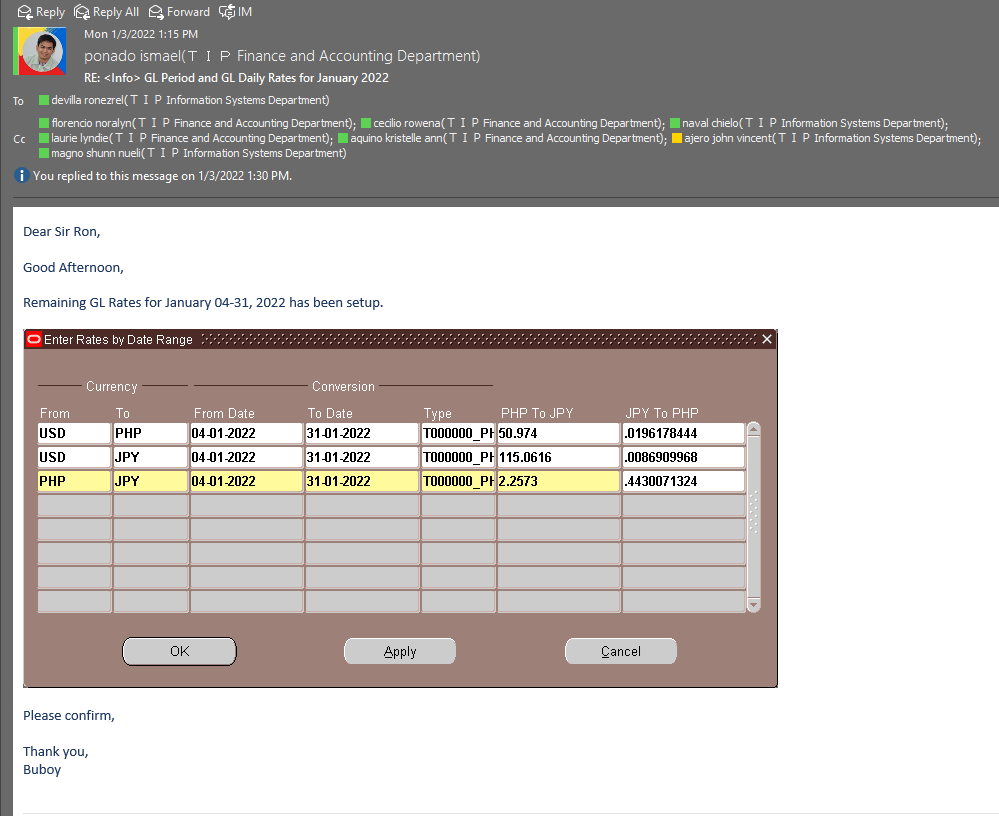 Reply Reply All Forward IM
Mon 1/3/2022 1:15 PM
ponado ismael(T I P Finance and Accounting Department)
RE: <Info> GL Period and GL Daily Rates for January 2022
To devilla ronezrel(T I P Information Systems Department)
florencio noralyn(T I P Finance and Accounting Department); cecilio rowena(T I P Finance and Accounting Department); naval chielo(T I P Information Systems Department);
Cc laurie lyndie(T I P Finance and Accounting Department); aquino kristelle ann(T I P Finance and Accounting Department); ajero john vincent(T I P Information Systems Department);
magno shunn nueli(T I P Information Systems Department)
You replied to this message on 1/3/2022 1:30 PM.
Dear Sir Ron,
Good Afternoon,
Remaining GL Rates for January 04-31, 2022 has been setup.
Enter Rates by Date Range
Currency Conversion
From To From Date To Date Type PHP To JPY JPY To PHP
USD PHP 04-01-2022 31-01-2022 T000000_PH 50.974 .0196178444
USD JPY 04-01-2022 31-01-2022 T000000_PH 115.0616 .0086909968
PHP JPY 04-01-2022 31-01-2022 T000000_PH 2.2573 .4430071324
OK Apply Cancel
Please confirm,
Thank you,
Buboy